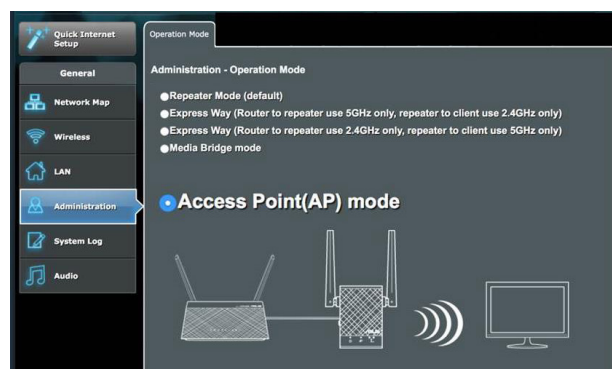 Quick Internet
Setup
Operation Mode
General
Administration - Operation Mode
Network Map
Repeater Mode (default)
Express Way (Router to repeater use 5GHz only, repeater to client use 2.4GHz only)
Wireless
Express Way (Router to repeater use 2.4GHz only, repeater to client use 5GHz only)
Media Bridge mode
LAN
Administration
Access Point(AP) mode
System Log
Audio